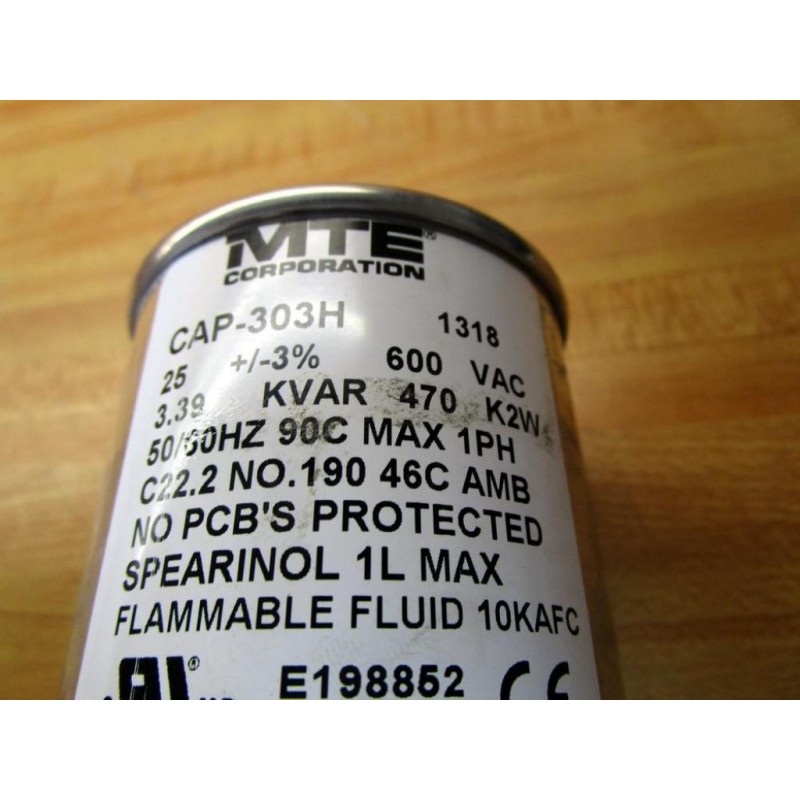 MTE®
CORPORATION
CAP-303H 1318
25 +/-3% 600 VAC
3.39 KVAR 470 K2W
50/60HZ 90C MAX 1PH
C22.2 NO.190 46C AMB
NO PCB'S PROTECTED
SPEARINOL 1L MAX
FLAMMABLE FLUID 10KAFC
® E198852 CE